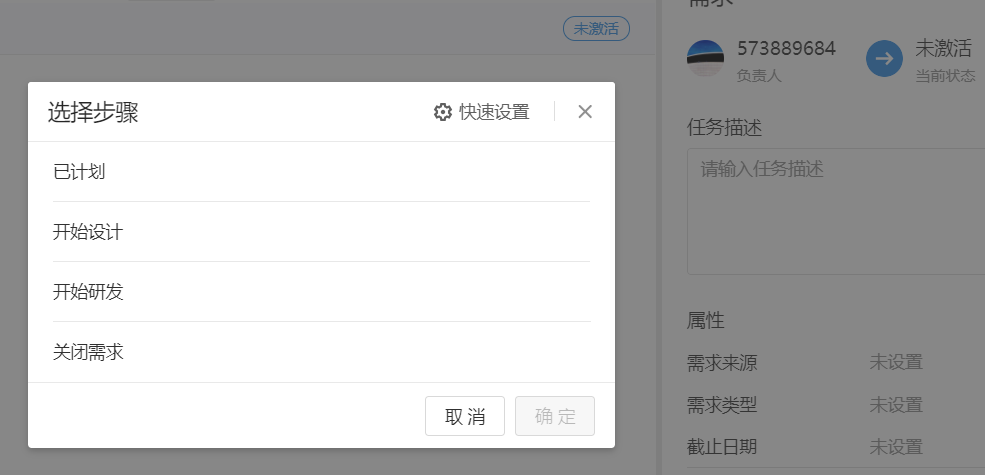 需求
未激活
573889684
负责人
未激活
当前状态
选择步骤
快速设置
已计划
开始设计
开始研发
关闭需求
取消
确定
任务描述
请输入任务描述
属性
需求来源 未设置
需求类型 未设置
截止日期 未设置